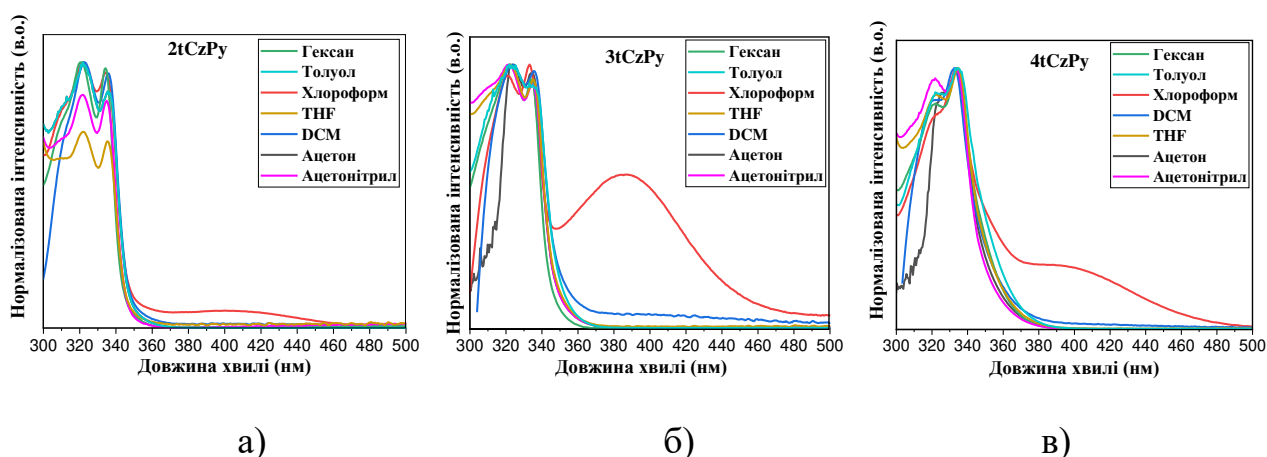 Нормалізована інтенсивність (в.о.)
2tCzPy
Гексан
Толуол
Хлороформ
THF
DCM
Ацетон
Ацетонітрил
300 320 340 360 380 400 420 440 460 480 500
Довжина хвилі (нм)
а)
Нормалізована інтенсивність (в.о.)
3tCzPy
Гексан
Толуол
Хлороформ
THF
DCM
Ацетон
Ацетонітрил
300 320 340 360 380 400 420 440 460 480 500
Довжина хвилі (нм)
б)
Нормалізована інтенсивність (в.о.)
4tCzPy
Гексан
Толуол
Хлороформ
DCM
THF
Ацетон
Ацетонітрил
300 320 340 360 380 400 420 440 460 480 500
Довжина хвилі (нм)
в)